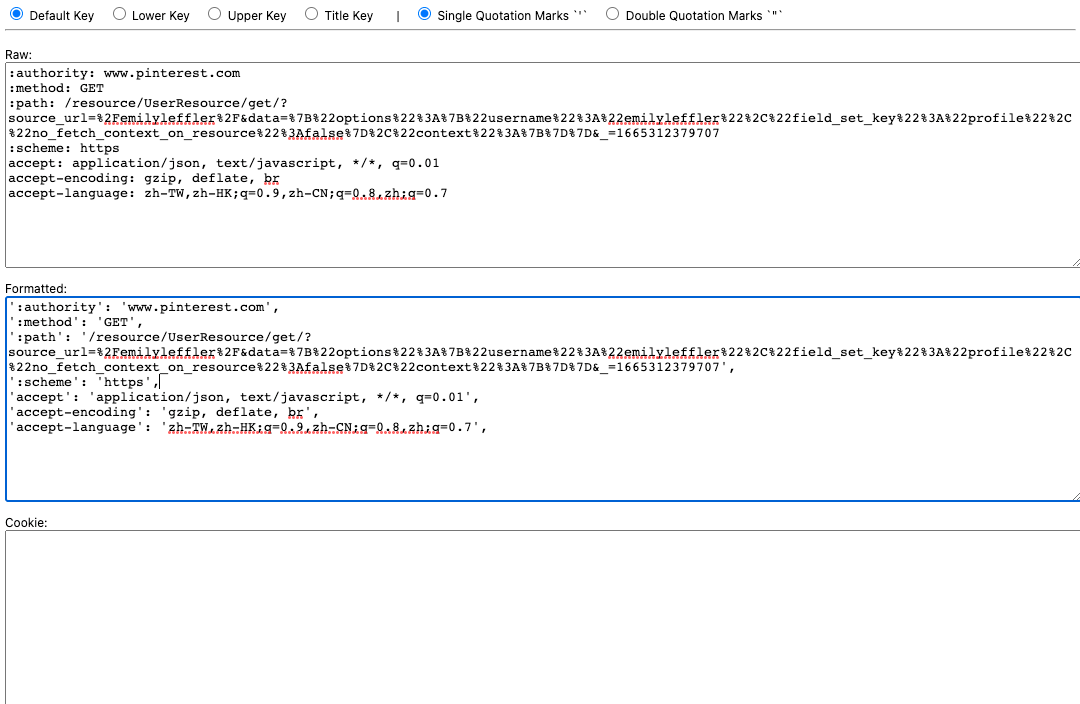 Default Key Lower Key Upper Key Title Key | Single Quotation Marks `'` Double Quotation Marks `"`
Raw:
:authority: www.pinterest.com
:method: GET
:path: /resource/UserResource/get/?
source_url=%2Femilyleffler%2F&data=%7B%22options%22%3A%7B%22username%22%3A%22emilyleffler%22%2C%22field_set_key%22%3A%22profile%22%2C
%22no_fetch_context_on_resource%22%3Afalse%7D%2C%22context%22%3A%7B%7D%7D&_=1665312379707
:scheme: https
accept: application/json, text/javascript, */*, q=0.01
accept-encoding: gzip, deflate, br
accept-language: zh-TW,zh-HK;q=0.9,zh-CN;q=0.8,zh;q=0.7
Formatted:
':authority': 'www.pinterest.com',
':method': 'GET',
':path': '/resource/UserResource/get/?
source_url=%2Femilyleffler%2F&data=%7B%22options%22%3A%7B%22username%22%3A%22emilyleffler%22%2C%22field_set_key%22%3A%22profile%22%2C
%22no_fetch_context_on_resource%22%3Afalse%7D%2C%22context%22%3A%7B%7D%7D&_=1665312379707',
':scheme': 'https',
'accept': 'application/json, text/javascript, */*, q=0.01',
'accept-encoding': 'gzip, deflate, br',
'accept-language': 'zh-TW,zh-HK;q=0.9,zh-CN;q=0.8,zh;q=0.7',
Cookie: